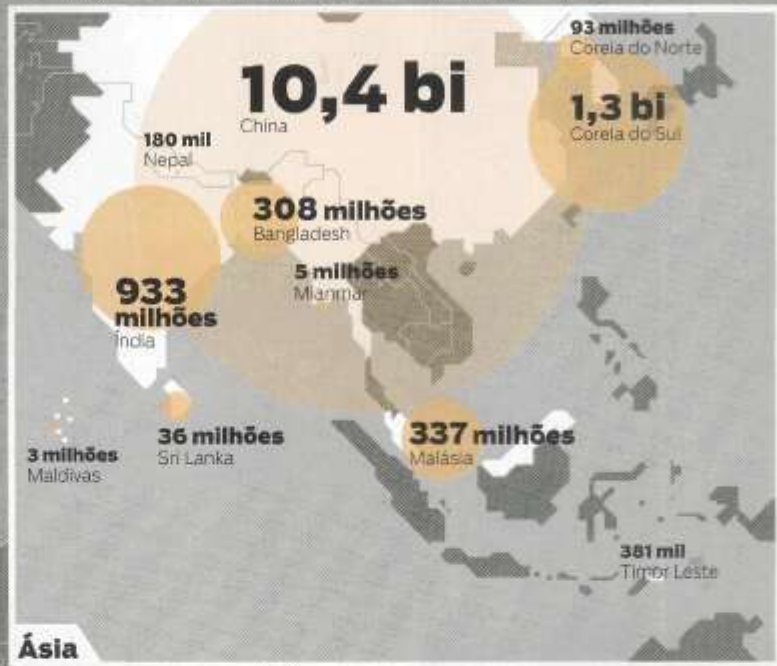 93 milhões
Coreia do Norte
10,4 bi
China
1,3 bi
Coreia do Sul
180 mil
Nepal
308 milhões
Bangladesh
5 milhões
Mianmar
933
milhões
Índia
3 milhões
Maldivas
36 milhões
Sri Lanka
337 milhões
Malásia
381 mil
Timor Leste
Ásia